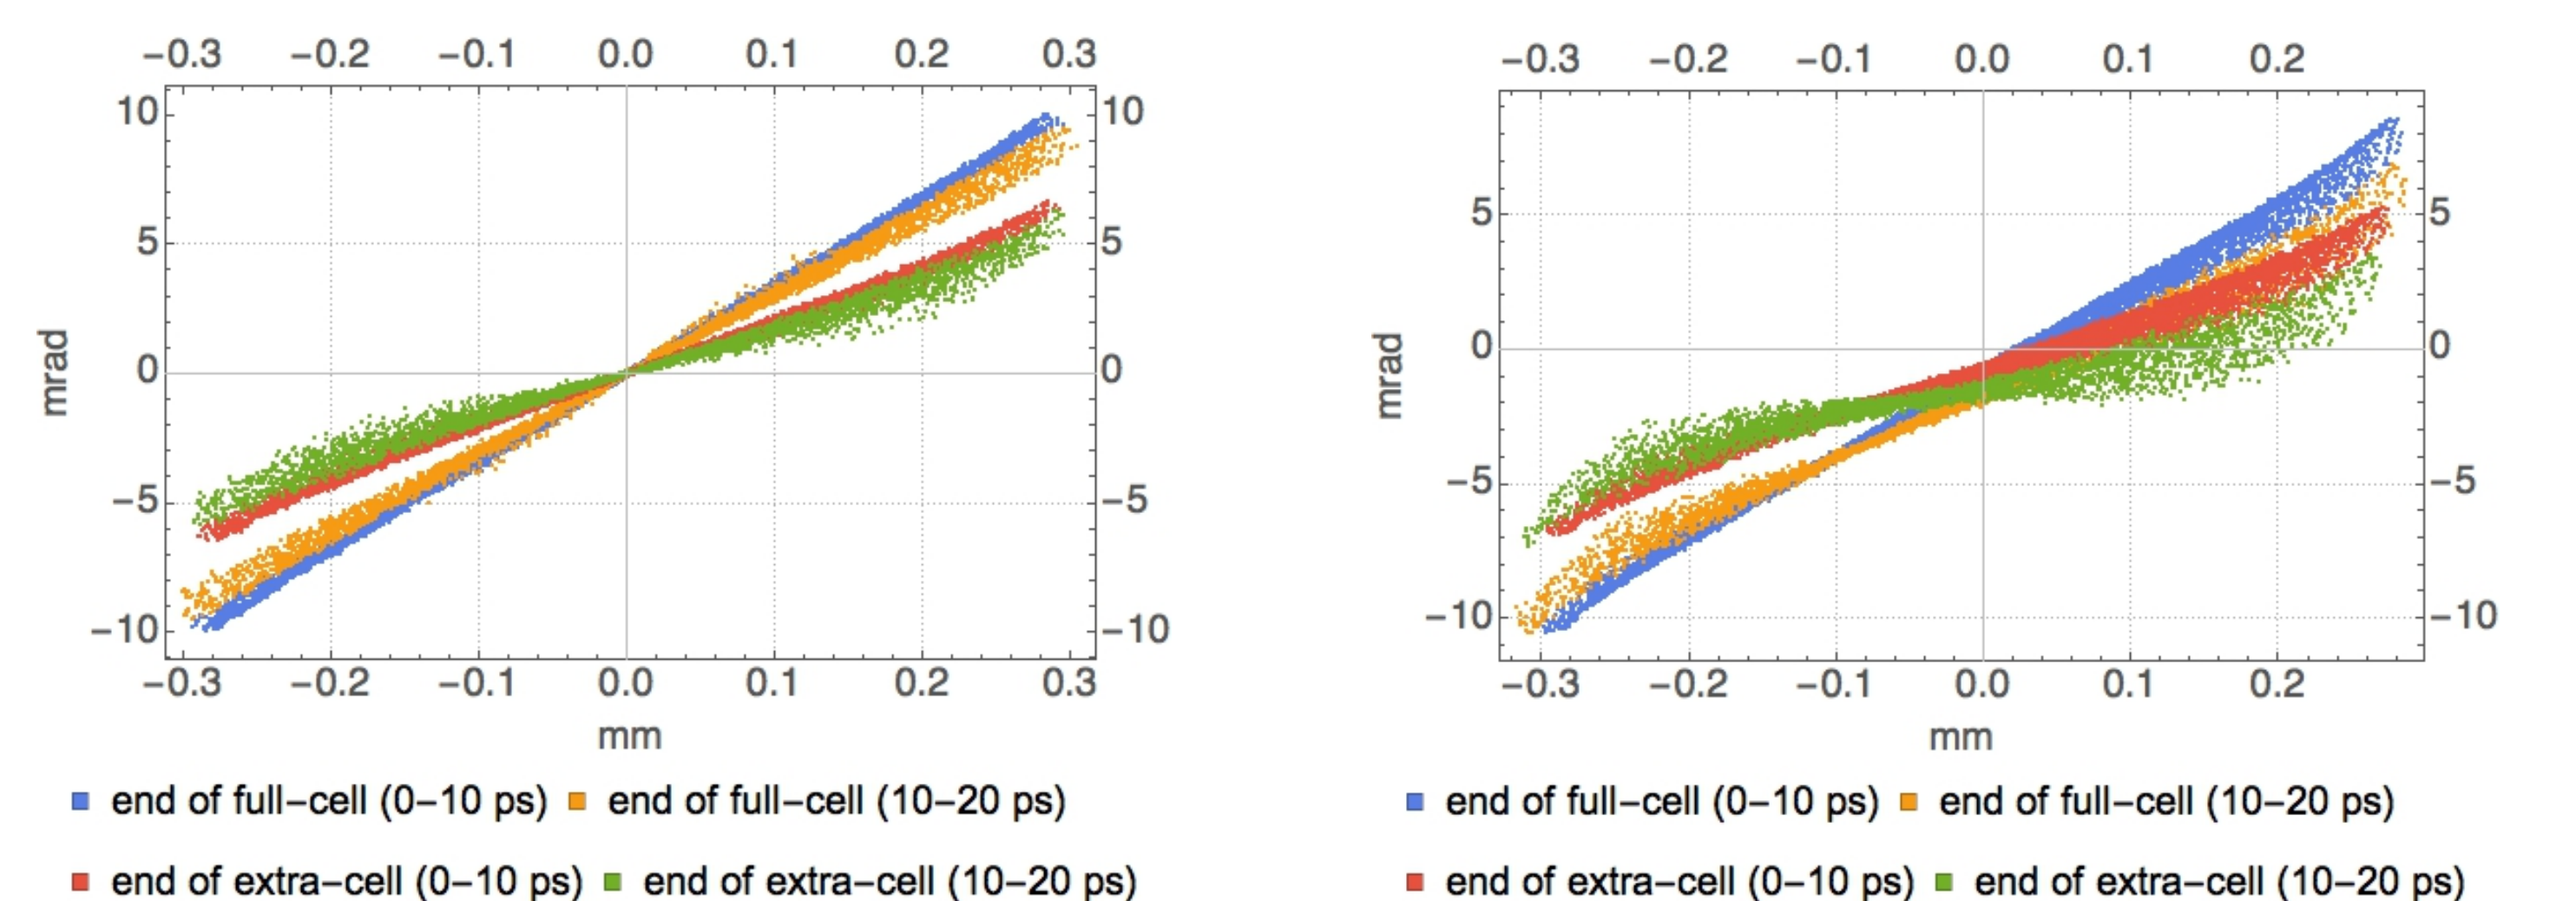 −0.3 −0.2 −0.1 0.0 0.1 0.2 0.3
10 10
5 5
0 0
−5 −5
−10 −10
mrad
−0.3 −0.2 −0.1 0.0 0.1 0.2 0.3
mm
end of full−cell (0−10 ps) end of full−cell (10−20 ps)
end of extra−cell (0−10 ps) end of extra−cell (10−20 ps)
−0.3 −0.2 −0.1 0.0 0.1 0.2
5 5
0 0
−5 −5
−10 −10
mrad
−0.3 −0.2 −0.1 0.0 0.1 0.2
mm
end of full−cell (0−10 ps) end of full−cell (10−20 ps)
end of extra−cell (0−10 ps) end of extra−cell (10−20 ps)